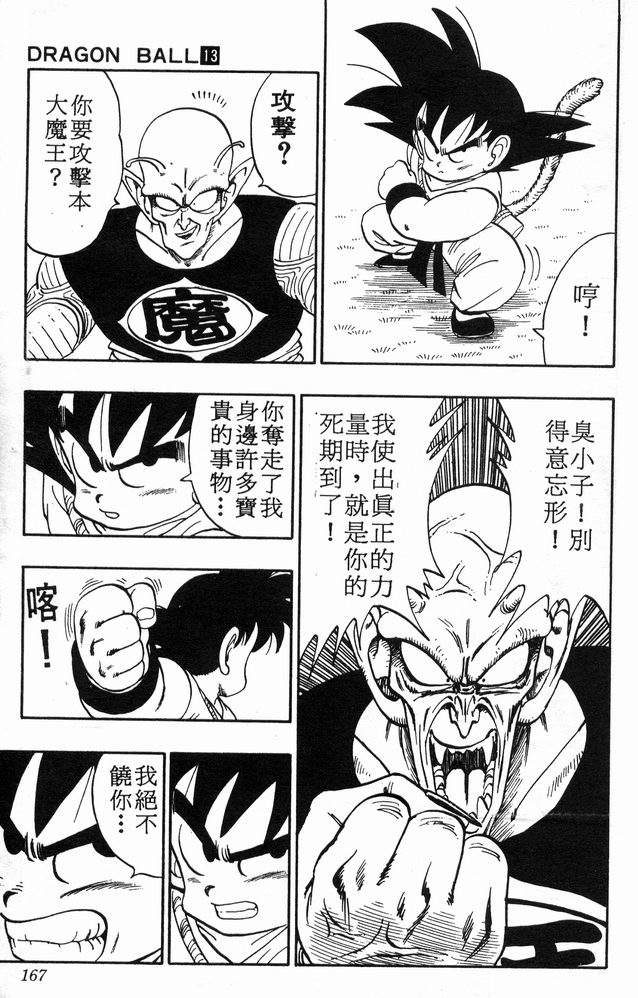 DRAGON BALL 13
哼！
攻擊？
你要攻擊本
大魔王？
魔
臭小子！別
得意忘形！
我使出眞正的力
量時，就是你的
死期到了！
你奪走了我
身邊許多寶
貴的事物…
喀！
我絕不
饒你…
167